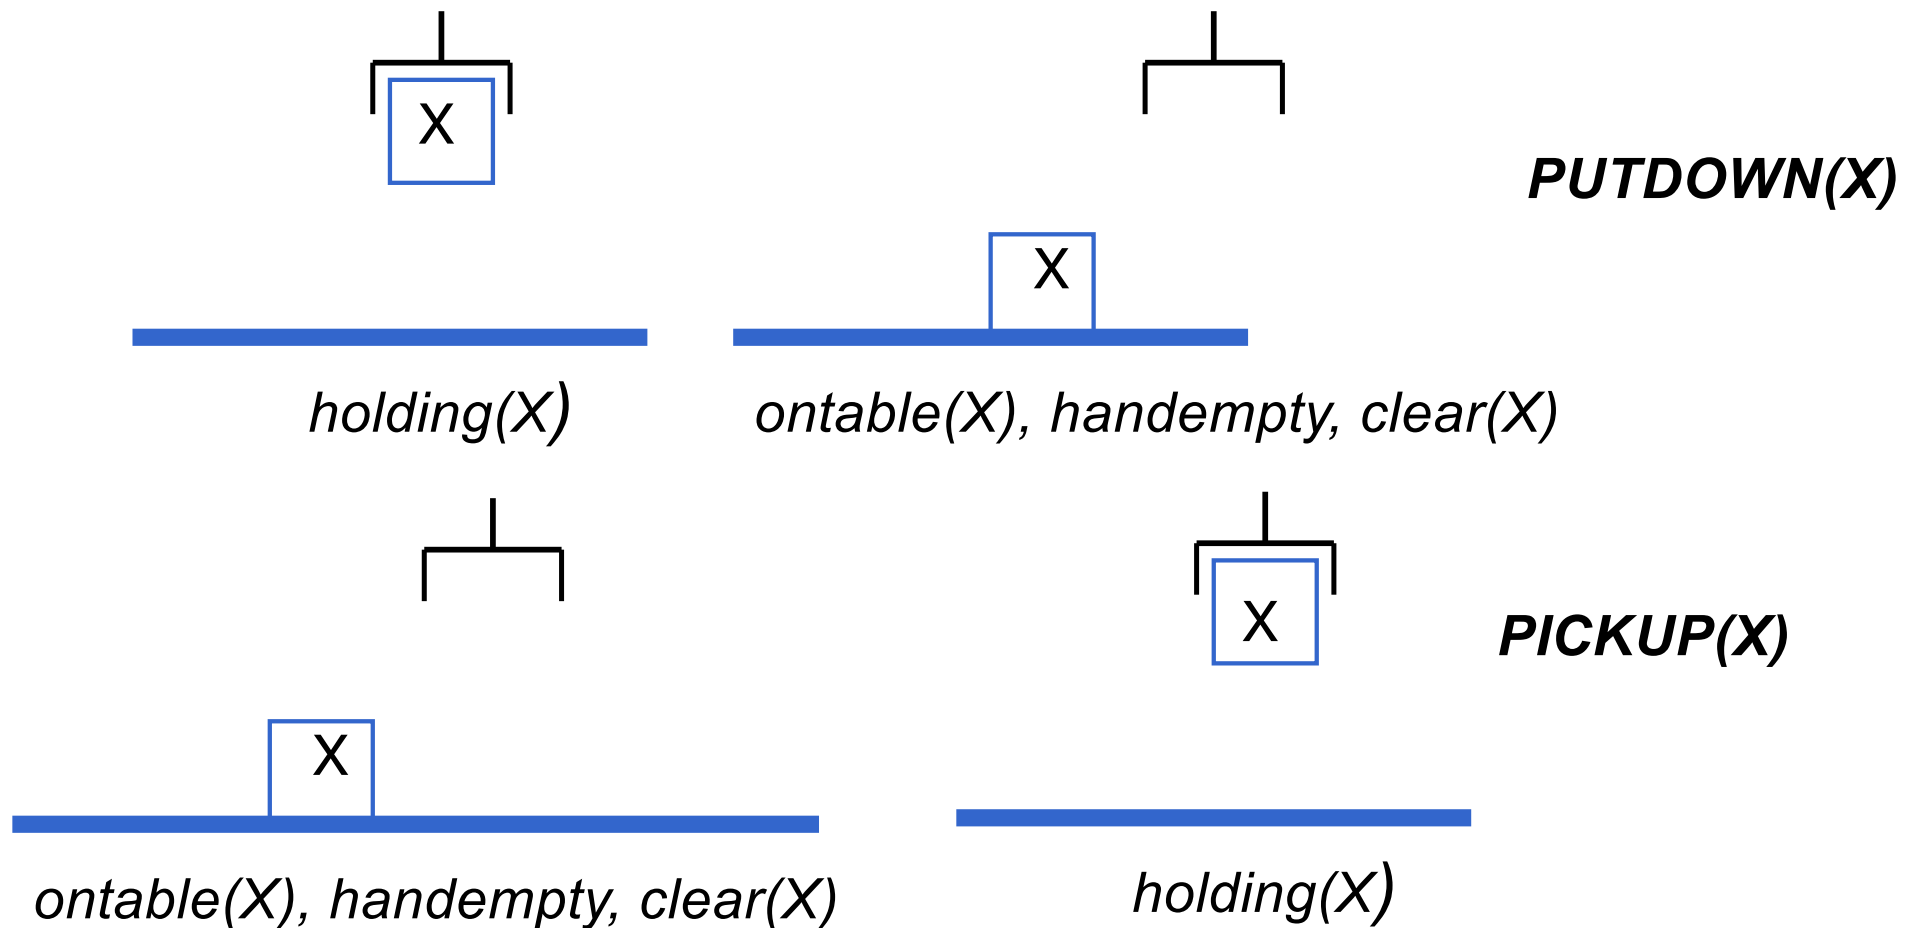 X
PUTDOWN(X)
X
holding(X)
ontable(X), handempty, clear(X)
X
PICKUP(X)
X
ontable(X), handempty, clear(X)
holding(X)